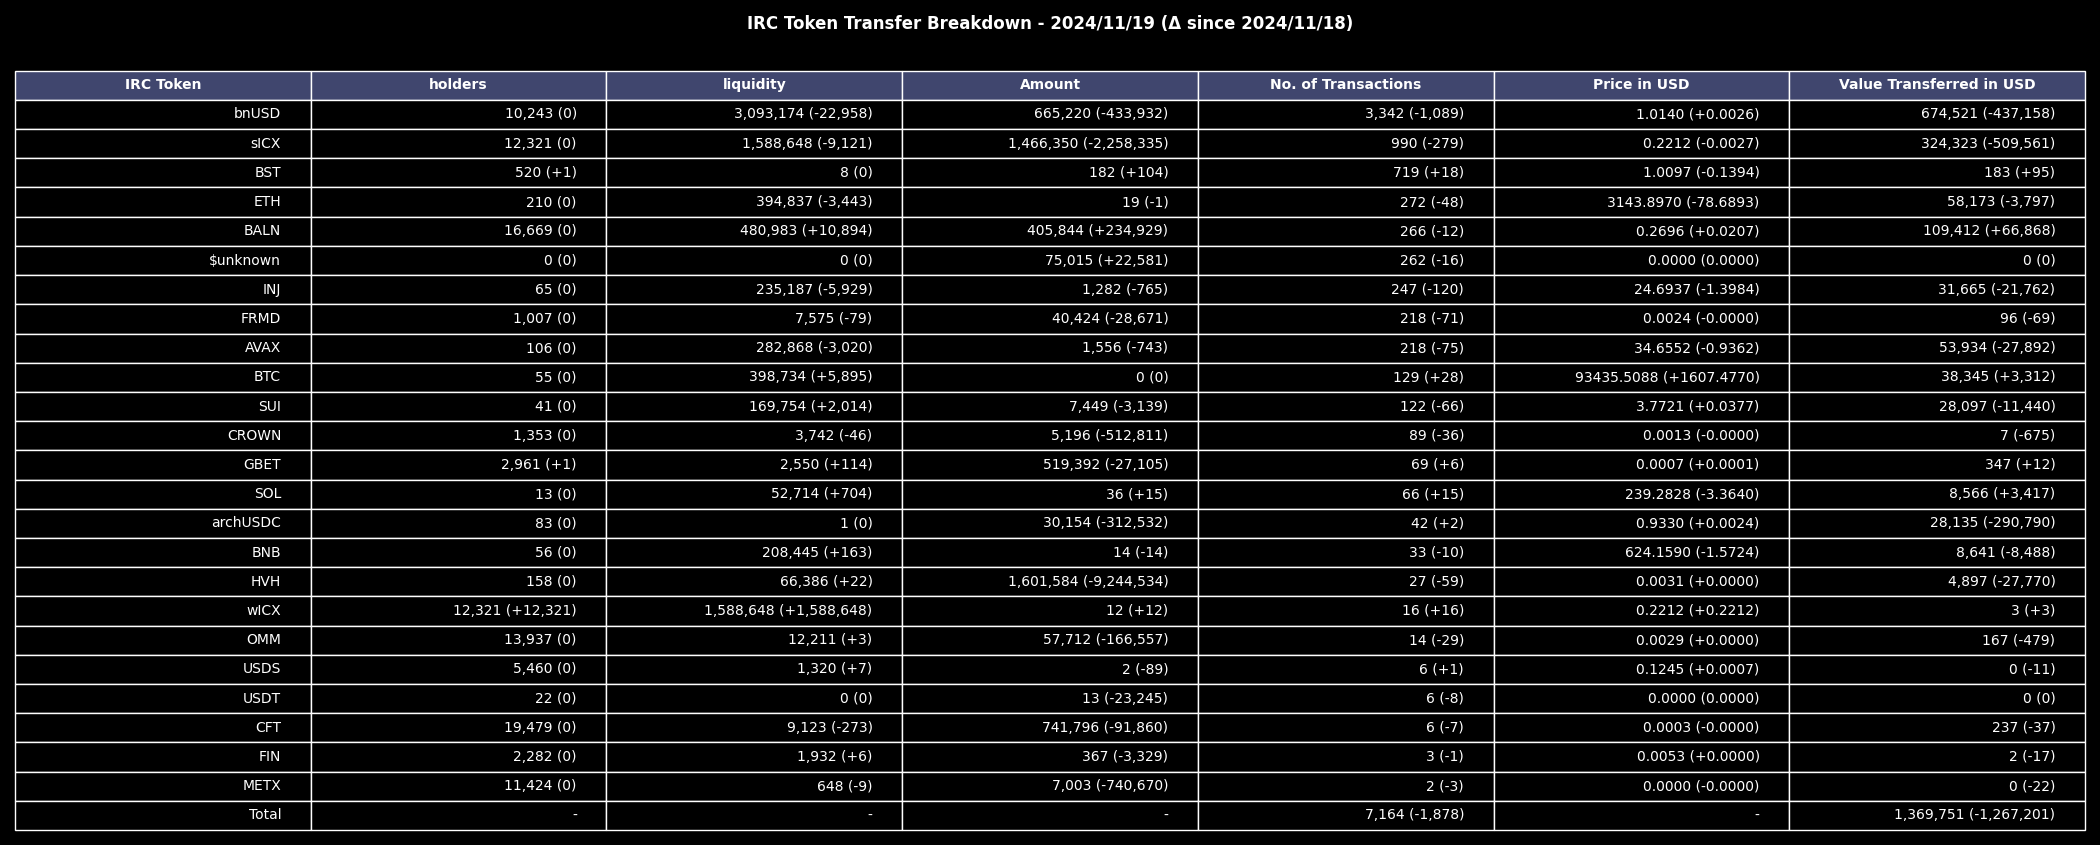 IRC Token Transfer Breakdown - 2024/11/19 (Δ since 2024/11/18)
IRC Token holders liquidity Amount No. of Transactions Price in USD Value Transferred in USD
bnUSD 10,243 (0) 3,093,174 (-22,958) 665,220 (-433,932) 3,342 (-1,089) 1.0140 (+0.0026) 674,521 (-437,158)
sICX 12,321 (0) 1,588,648 (-9,121) 1,466,350 (-2,258,335) 990 (-279) 0.2212 (-0.0027) 324,323 (-509,561)
BST 520 (+1) 8 (0) 182 (+104) 719 (+18) 1.0097 (-0.1394) 183 (+95)
ETH 210 (0) 394,837 (-3,443) 19 (-1) 272 (-48) 3143.8970 (-78.6893) 58,173 (-3,797)
BALN 16,669 (0) 480,983 (+10,894) 405,844 (+234,929) 266 (-12) 0.2696 (+0.0207) 109,412 (+66,868)
$unknown 0 (0) 0 (0) 75,015 (+22,581) 262 (-16) 0.0000 (0.0000) 0 (0)
INJ 65 (0) 235,187 (-5,929) 1,282 (-765) 247 (-120) 24.6937 (-1.3984) 31,665 (-21,762)
FRMD 1,007 (0) 7,575 (-79) 40,424 (-28,671) 218 (-71) 0.0024 (-0.0000) 96 (-69)
AVAX 106 (0) 282,868 (-3,020) 1,556 (-743) 218 (-75) 34.6552 (-0.9362) 53,934 (-27,892)
BTC 55 (0) 398,734 (+5,895) 0 (0) 129 (+28) 93435.5088 (+1607.4770) 38,345 (+3,312)
SUI 41 (0) 169,754 (+2,014) 7,449 (-3,139) 122 (-66) 3.7721 (+0.0377) 28,097 (-11,440)
CROWN 1,353 (0) 3,742 (-46) 5,196 (-512,811) 89 (-36) 0.0013 (-0.0000) 7 (-675)
GBET 2,961 (+1) 2,550 (+114) 519,392 (-27,105) 69 (+6) 0.0007 (+0.0001) 347 (+12)
SOL 13 (0) 52,714 (+704) 36 (+15) 66 (+15) 239.2828 (-3.3640) 8,566 (+3,417)
archUSDC 83 (0) 1 (0) 30,154 (-312,532) 42 (+2) 0.9330 (+0.0024) 28,135 (-290,790)
BNB 56 (0) 208,445 (+163) 14 (-14) 33 (-10) 624.1590 (-1.5724) 8,641 (-8,488)
HVH 158 (0) 66,386 (+22) 1,601,584 (-9,244,534) 27 (-59) 0.0031 (+0.0000) 4,897 (-27,770)
wICX 12,321 (+12,321) 1,588,648 (+1,588,648) 12 (+12) 16 (+16) 0.2212 (+0.2212) 3 (+3)
OMM 13,937 (0) 12,211 (+3) 57,712 (-166,557) 14 (-29) 0.0029 (+0.0000) 167 (-479)
USDS 5,460 (0) 1,320 (+7) 2 (-89) 6 (+1) 0.1245 (+0.0007) 0 (-11)
USDT 22 (0) 0 (0) 13 (-23,245) 6 (-8) 0.0000 (0.0000) 0 (0)
CFT 19,479 (0) 9,123 (-273) 741,796 (-91,860) 6 (-7) 0.0003 (-0.0000) 237 (-37)
FIN 2,282 (0) 1,932 (+6) 367 (-3,329) 3 (-1) 0.0053 (+0.0000) 2 (-17)
METX 11,424 (0) 648 (-9) 7,003 (-740,670) 2 (-3) 0.0000 (-0.0000) 0 (-22)
Total - - - 7,164 (-1,878) - 1,369,751 (-1,267,201)